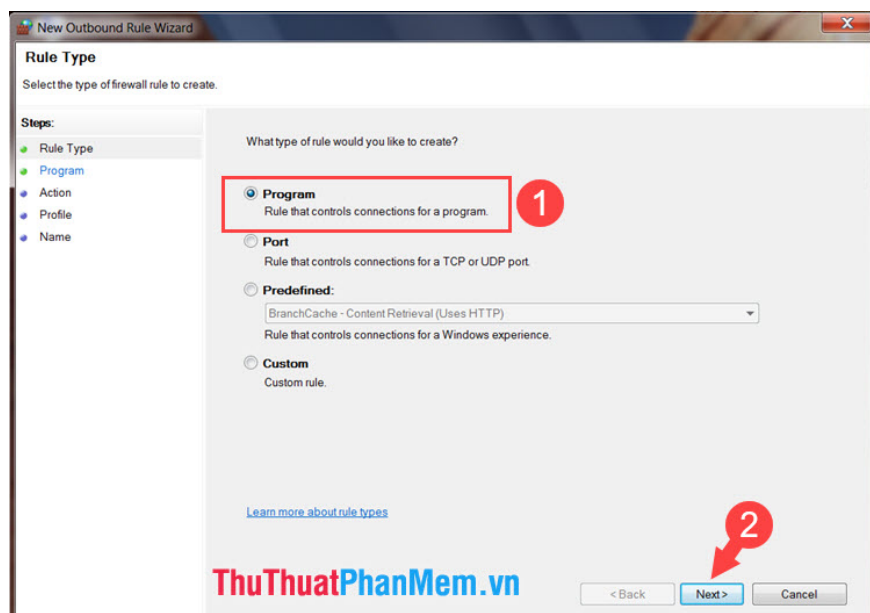 New Outbound Rule Wizard
X
Rule Type
Select the type of firewall rule to create.
Steps:
Rule Type
Program
Action
Profile
Name
What type of rule would you like to create?
Program
Rule that controls connections for a program.
1
Port
Rule that controls connections for a TCP or UDP port.
Predefined:
BranchCache - Content Retrieval (Uses HTTP)
Rule that controls connections for a Windows experience.
Custom
Custom rule.
Learn more about rule types
2
ThuThuatPhanMem.vn
< Back
Next >
Cancel